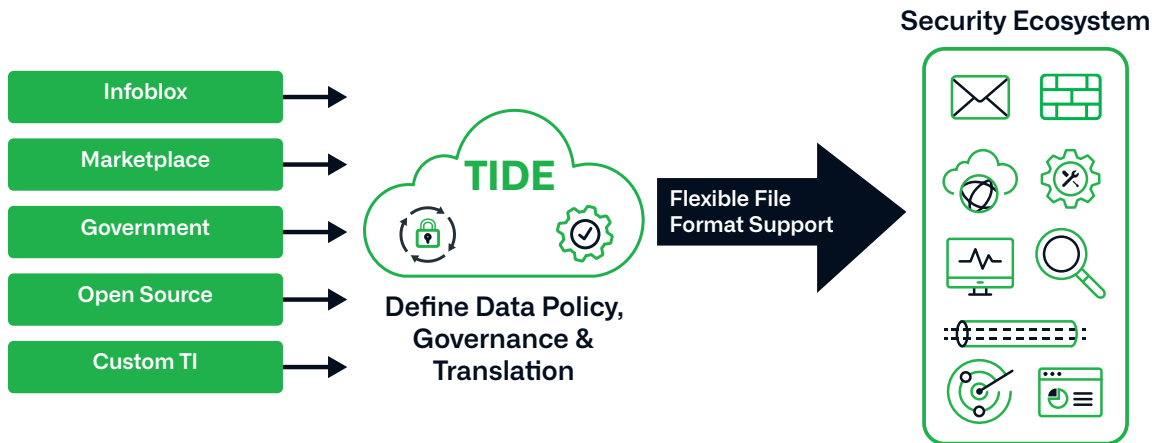 Security Ecosystem
Infoblox
Marketplace
Government
Open Source
Custom TI
TIDE
Define Data Policy,
Governance &
Translation
Flexible File
Format Support